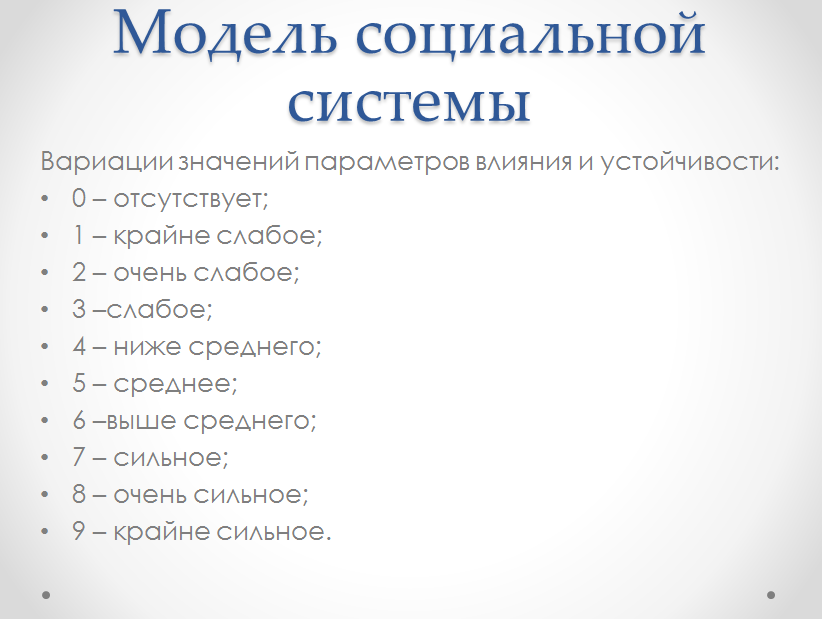 Модель социальной
системы
Вариации значений параметров влияния и устойчивости:
• 0 – отсутствует;
• 1 – крайне слабое;
• 2 – очень слабое;
• 3 –слабое;
• 4 – ниже среднего;
• 5 – среднее;
• 6 –выше среднего;
• 7 – сильное;
• 8 – очень сильное;
• 9 – крайне сильное.